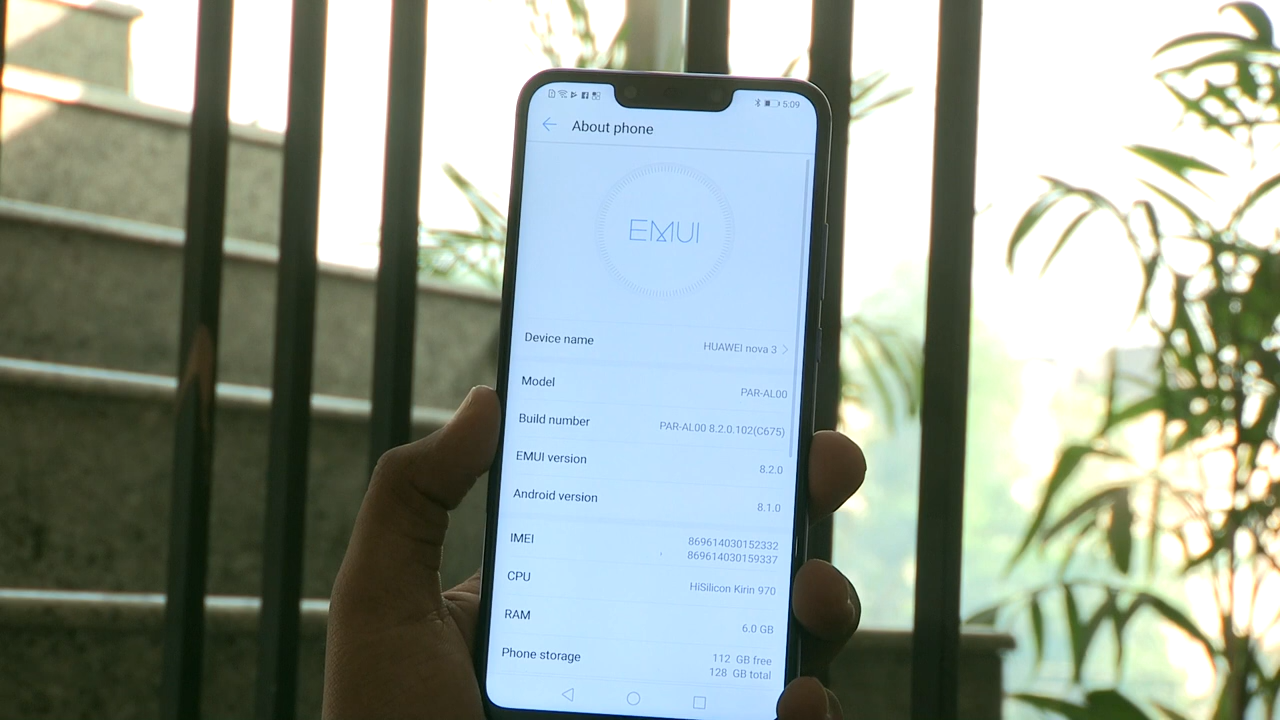 5:09
About phone
EMUI
Device name HUAWEI nova 3
Model PAR-AL00
Build number PAR-AL00 8.2.0.102(C675)
EMUI version 8.2.0
Android version 8.1.0
IMEI 869614030152332
869614030159337
CPU HiSilicon Kirin 970
RAM 6.0 GB
Phone storage 112 GB free
128 GB total